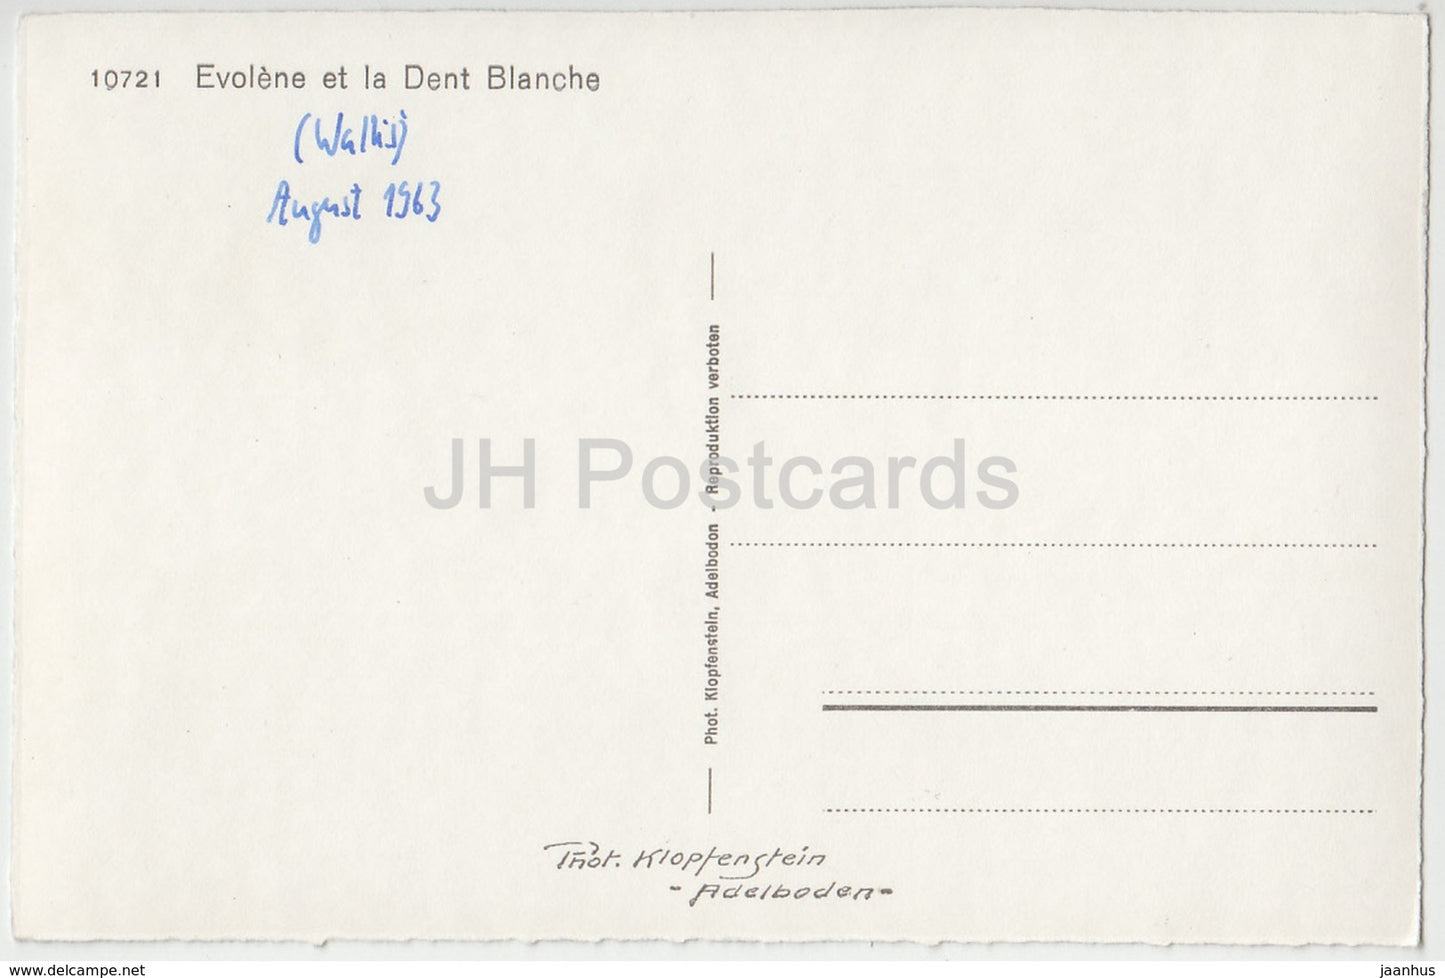 10721 Evolène et la Dent Blanche
(Wallis)
August 1963
Phot. Klopfenstein, Adelboden - Reproduktion verboten
JH Postcards
Phot. Klopfenstein
- Adelboden -
www.delcampe.net
jaanhus